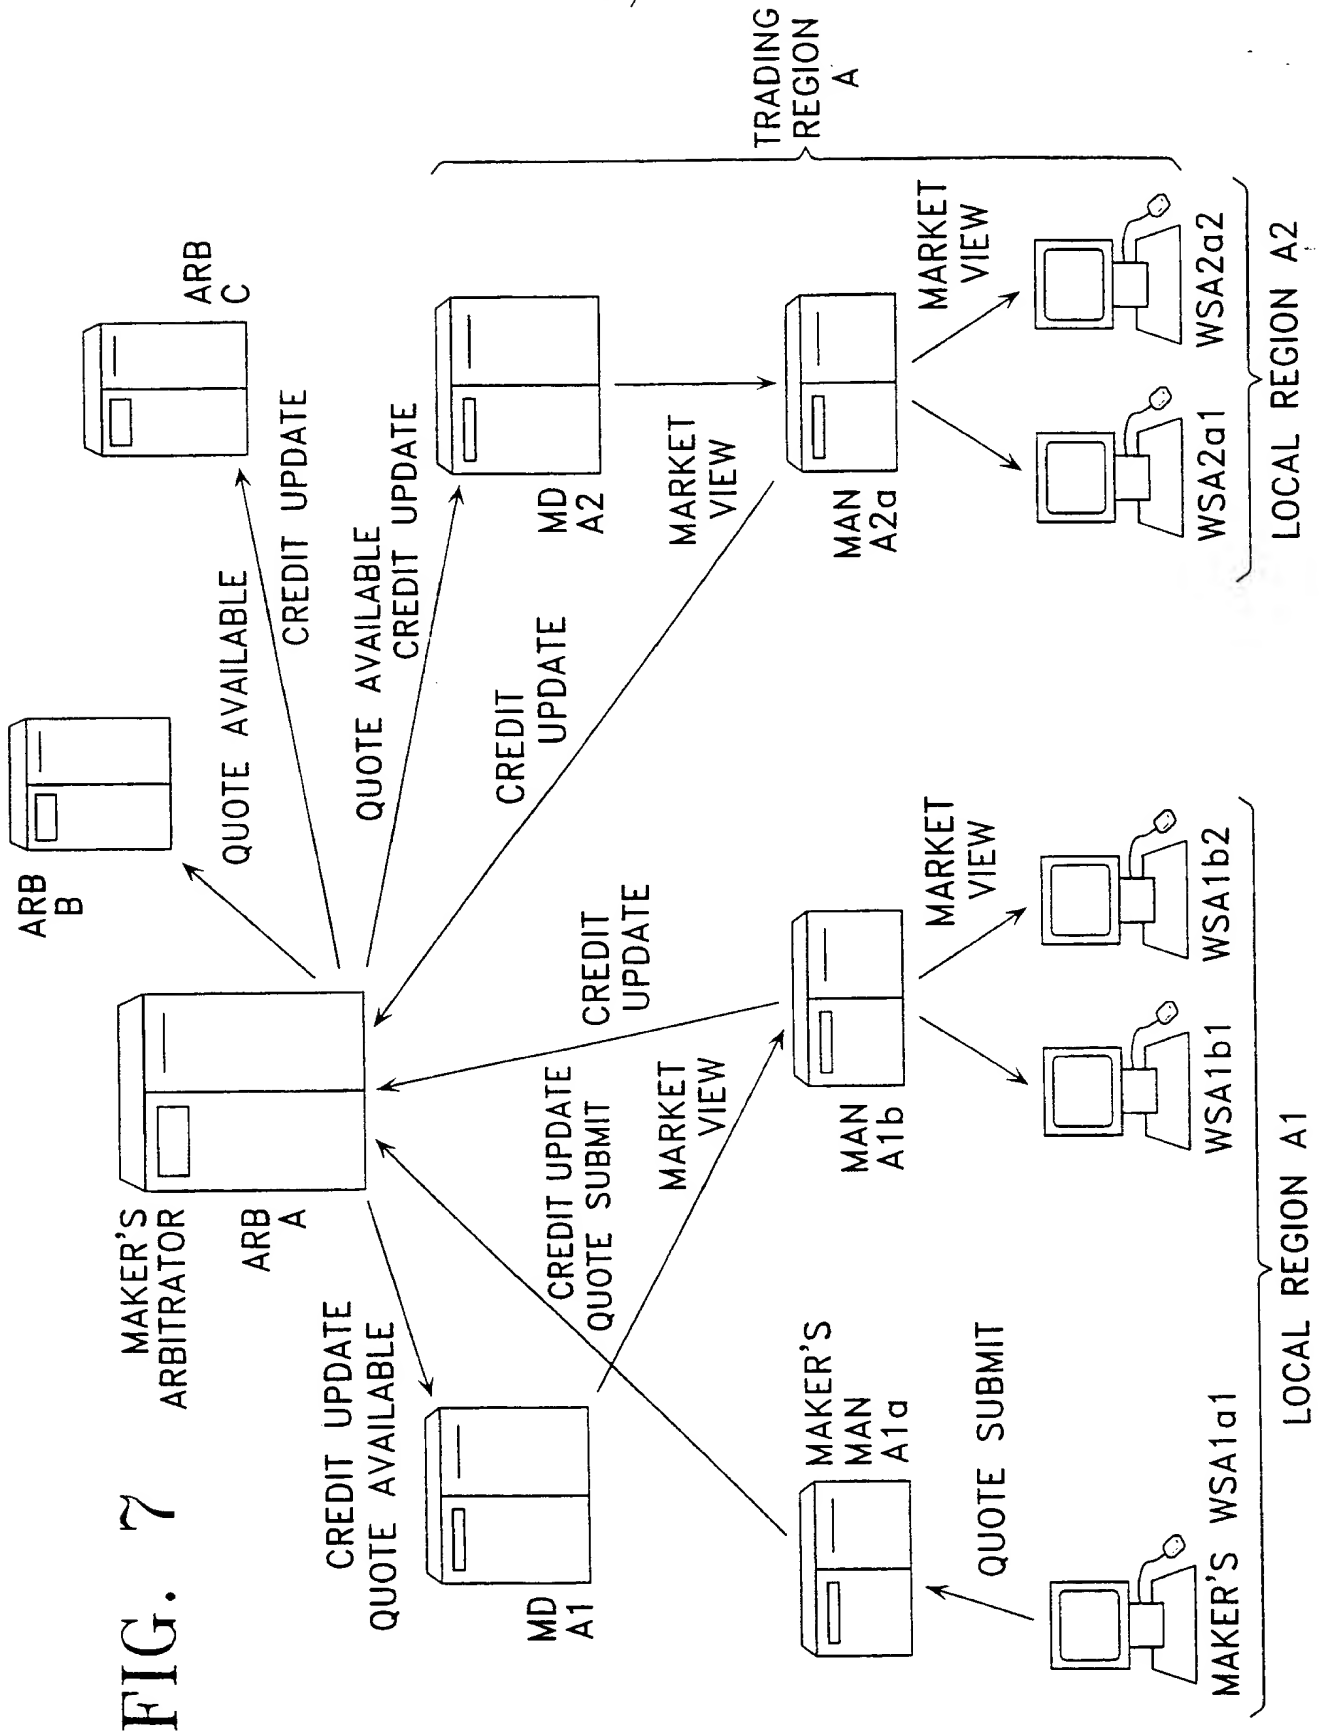 FIG. 7
ARB
B
ARB
C
MAKER'S
ARBITRATOR
ARB
A
QUOTE AVAILABLE
CREDIT UPDATE
QUOTE AVAILABLE
CREDIT UPDATE
CREDIT UPDATE
QUOTE AVAILABLE
MD
A1
CREDIT UPDATE
QUOTE SUBMIT
CREDIT
UPDATE
CREDIT
UPDATE
MD
A2
MARKET
VIEW
MARKET
VIEW
TRADING
REGION
A
MAKER'S
MAN
A1a
MAN
A1b
MAN
A2a
QUOTE SUBMIT
MARKET
VIEW
MARKET
VIEW
MAKER'S WSA1a1
WSA1b1
WSA1b2
WSA2a1
WSA2a2
LOCAL REGION A1
LOCAL REGION A2